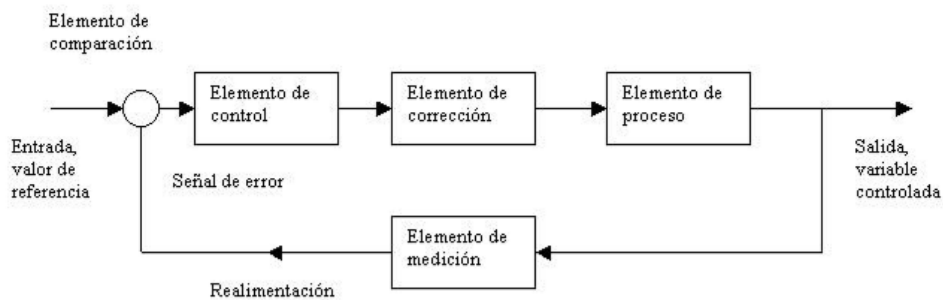 Elemento de
comparación
Elemento de
control
Elemento de
corrección
Elemento de
proceso
Entrada,
valor de
referencia
Señal de error
Salida,
variable
controlada
Elemento de
medición
Realimentación